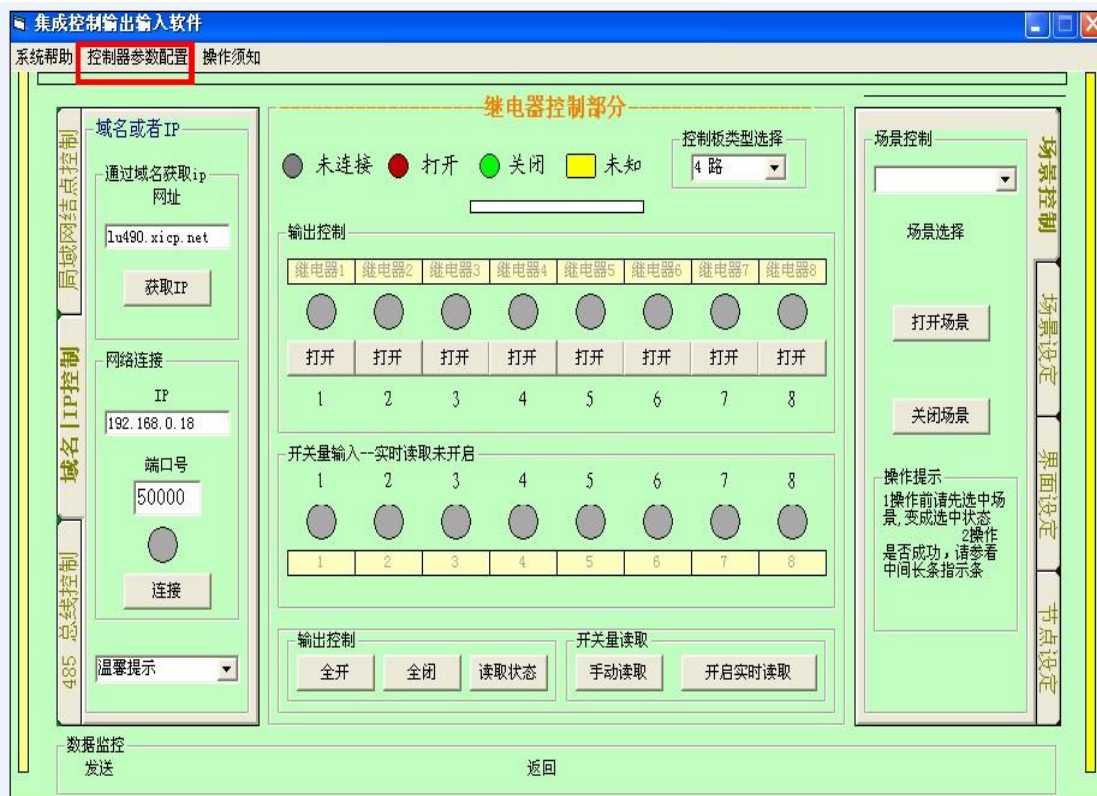 集成控制输出输入软件
系统帮助 控制器参数配置 操作须知
继电器控制部分
局域网结点控制
域名|IP控制
485 总线控制
域名或者IP
通过域名获取ip
网址
lu490.xicp.net
获取IP
网络连接
IP
192.168.0.18
端口号
50000
连接
温馨提示
未连接 打开 关闭 未知
控制板类型选择
4 路
输出控制
继电器1 继电器2 继电器3 继电器4 继电器5 继电器6 继电器7 继电器8
打开 打开 打开 打开 打开 打开 打开 打开
1 2 3 4 5 6 7 8
开关量输入--实时读取未开启
1 2 3 4 5 6 7 8
1 2 3 4 5 6 7 8
输出控制
全开 全闭 读取状态
开关量读取
手动读取 开启实时读取
场景控制
场景选择
打开场景
关闭场景
操作提示
1操作前请先选中场
景,变成选中状态
2操作
是否成功，请参看
中间长条指示条
场景控制
场景设定
界面设定
节点设定
数据监控
发送 返回